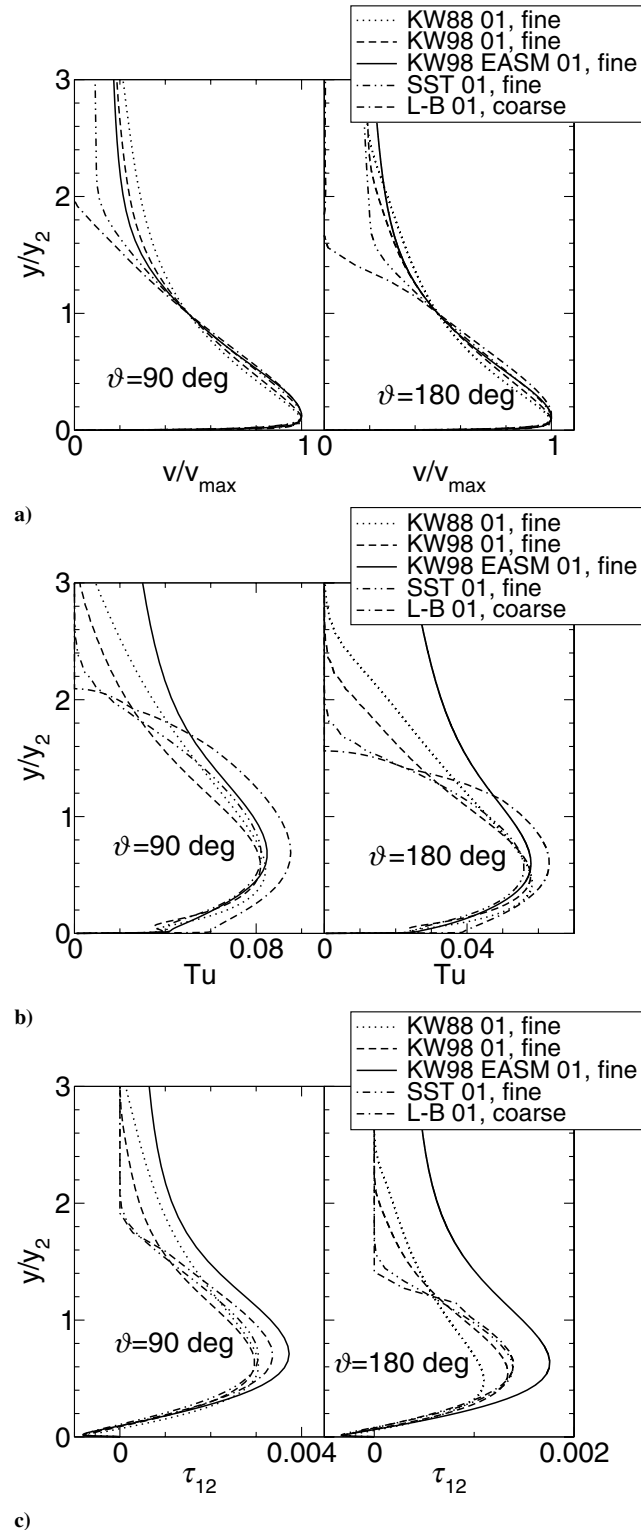 KW88 01, fine
KW98 01, fine
KW98 EASM 01, fine
SST 01, fine
L-B 01, coarse
3
2
1
0
y/y2
ϑ=90 deg
ϑ=180 deg
0 1 0 1
v/vmax v/vmax
a)
KW88 01, fine
KW98 01, fine
KW98 EASM 01, fine
SST 01, fine
L-B 01, coarse
3
2
1
0
y/y2
ϑ=90 deg
ϑ=180 deg
0 0.08 0 0.04
Tu Tu
b)
KW88 01, fine
KW98 01, fine
KW98 EASM 01, fine
SST 01, fine
L-B 01, coarse
3
2
1
0
y/y2
ϑ=90 deg
ϑ=180 deg
0 0.004 0 0.002
τ12 τ12
c)